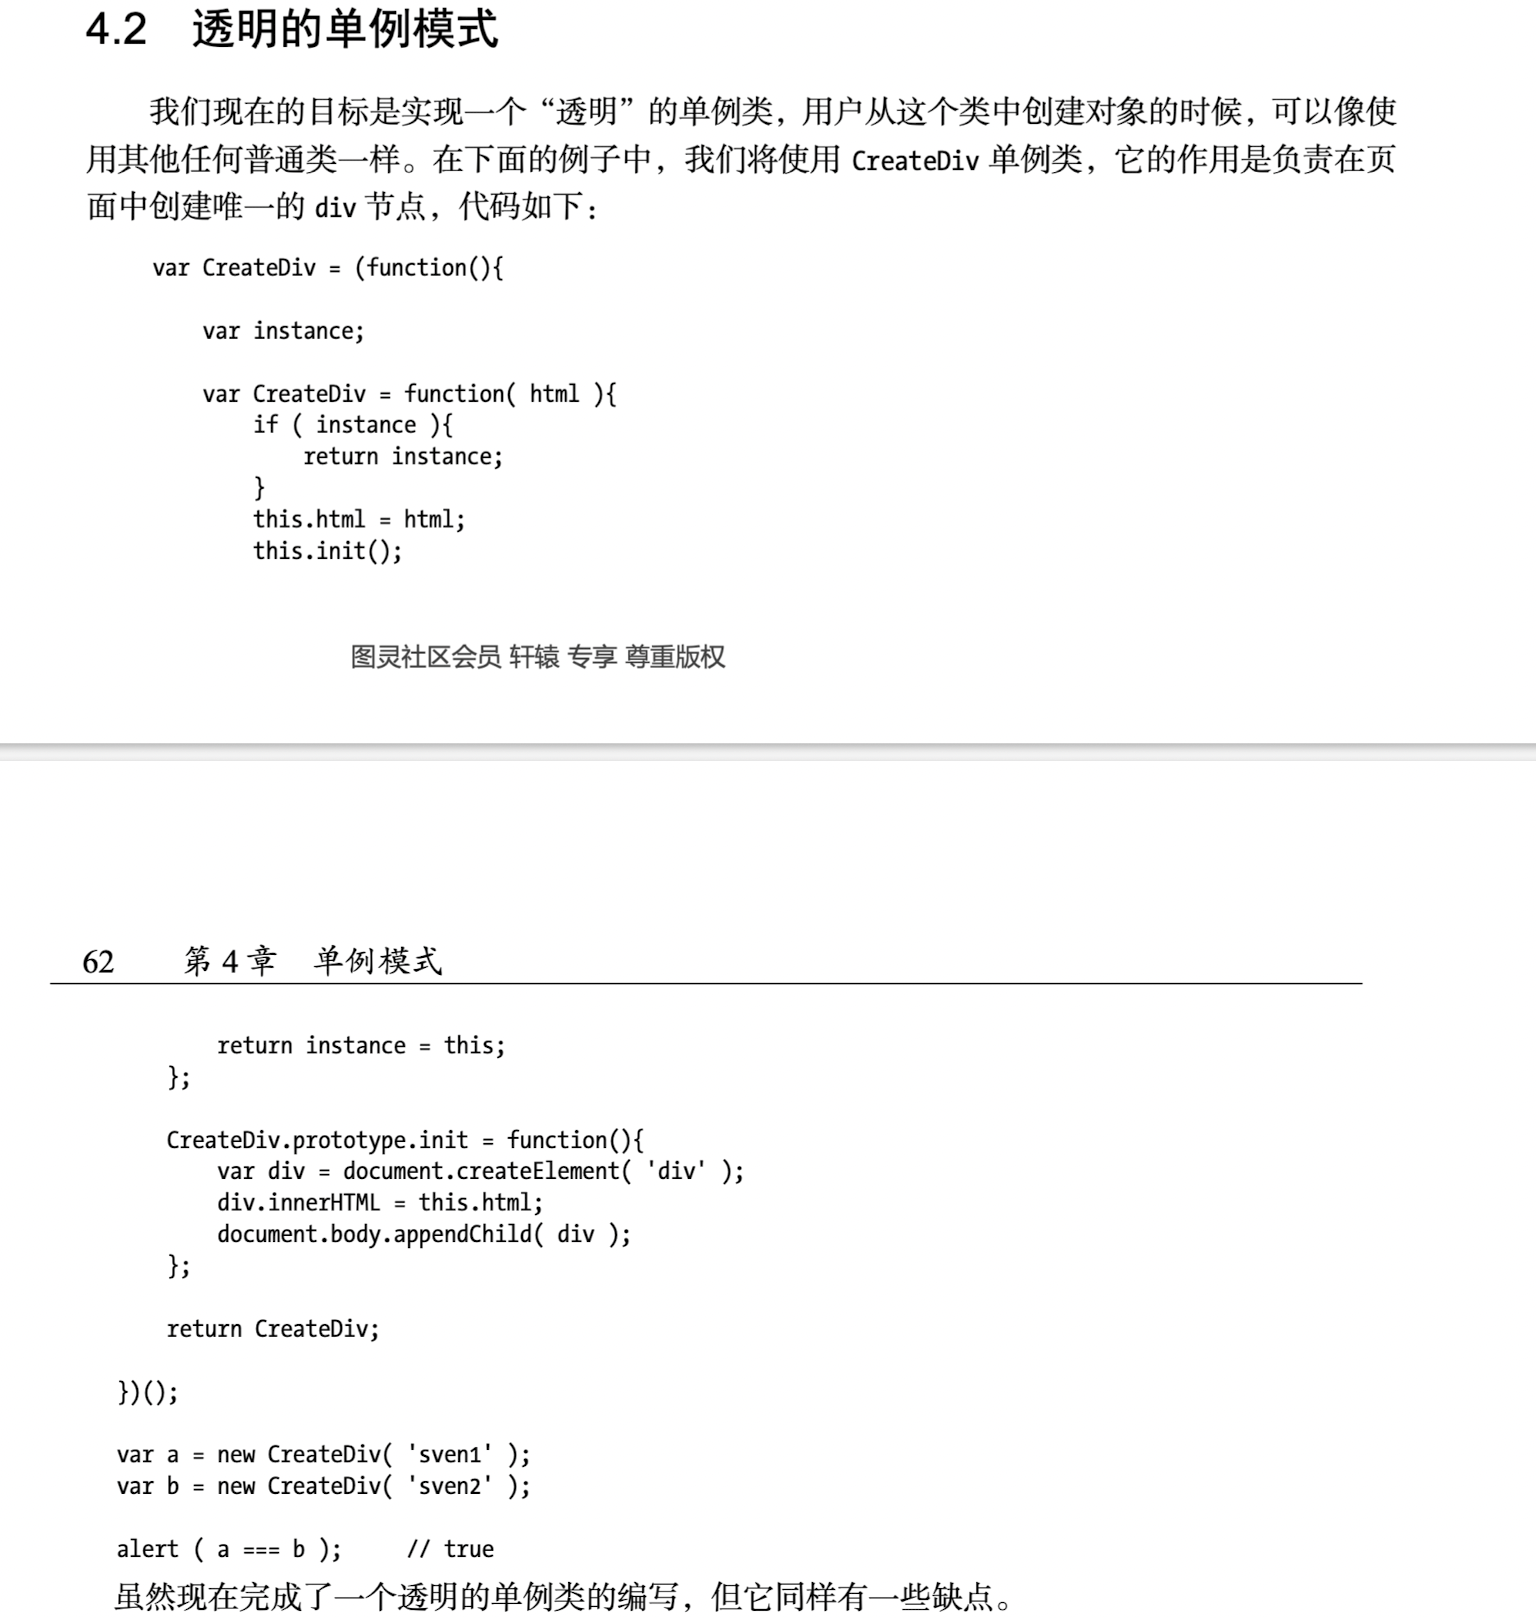 4.2 透明的单例模式
我们现在的目标是实现一个“透明”的单例类，用户从这个类中创建对象的时候，可以像使
用其他任何普通类一样。在下面的例子中，我们将使用 CreateDiv 单例类，它的作用是负责在页
面中创建唯一的 div 节点，代码如下：
var CreateDiv = (function(){
var instance;
var CreateDiv = function( html ){
if ( instance ){
return instance;
}
this.html = html;
this.init();
图灵社区会员 轩辕 专享 尊重版权
62 第 4 章 单例模式
return instance = this;
};
CreateDiv.prototype.init = function(){
var div = document.createElement( 'div' );
div.innerHTML = this.html;
document.body.appendChild( div );
};
return CreateDiv;
})();
var a = new CreateDiv( 'sven1' );
var b = new CreateDiv( 'sven2' );
alert ( a === b ); // true
虽然现在完成了一个透明的单例类的编写，但它同样有一些缺点。